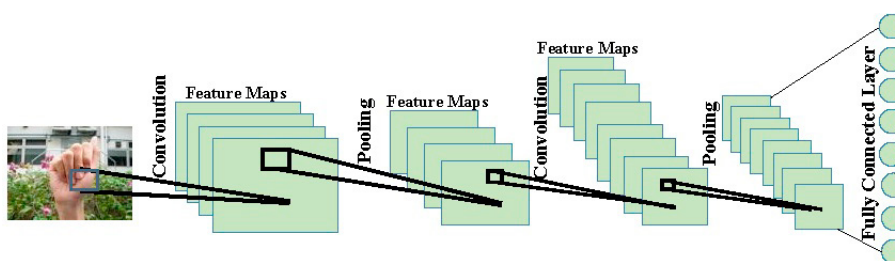 Convolution
Feature Maps
Pooling
Feature Maps
Convolution
Feature Maps
Pooling
Fully Connected Layer